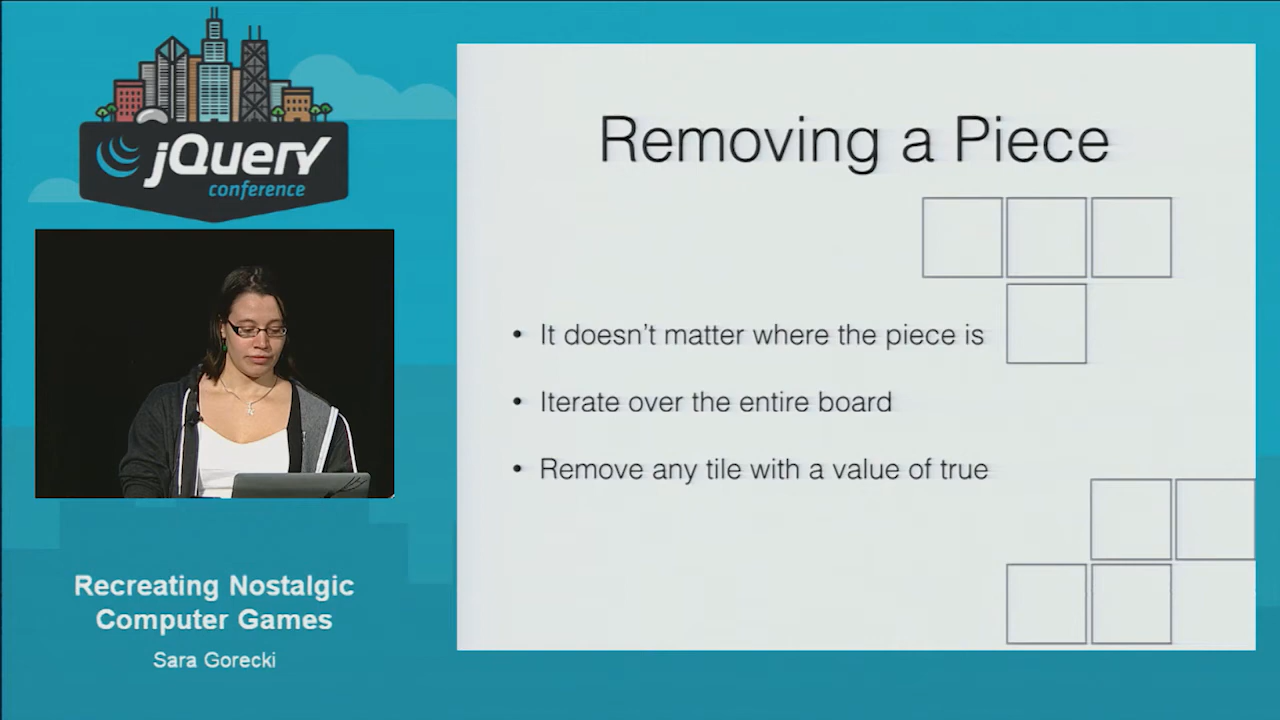 jQuery
conference
Removing a Piece
• It doesn't matter where the piece is
• Iterate over the entire board
• Remove any tile with a value of true
Recreating Nostalgic
Computer Games
Sara Gorecki